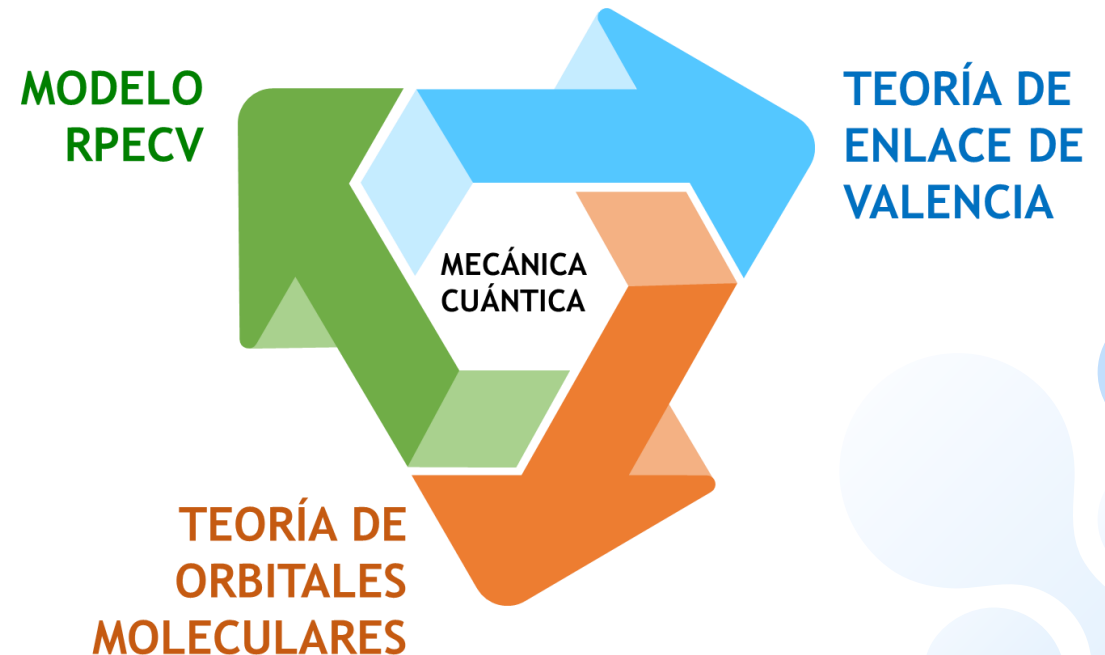 MODELO
RPECV
TEORÍA DE
ENLACE DE
VALENCIA
MECÁNICA
CUÁNTICA
TEORÍA DE
ORBITALES
MOLECULARES